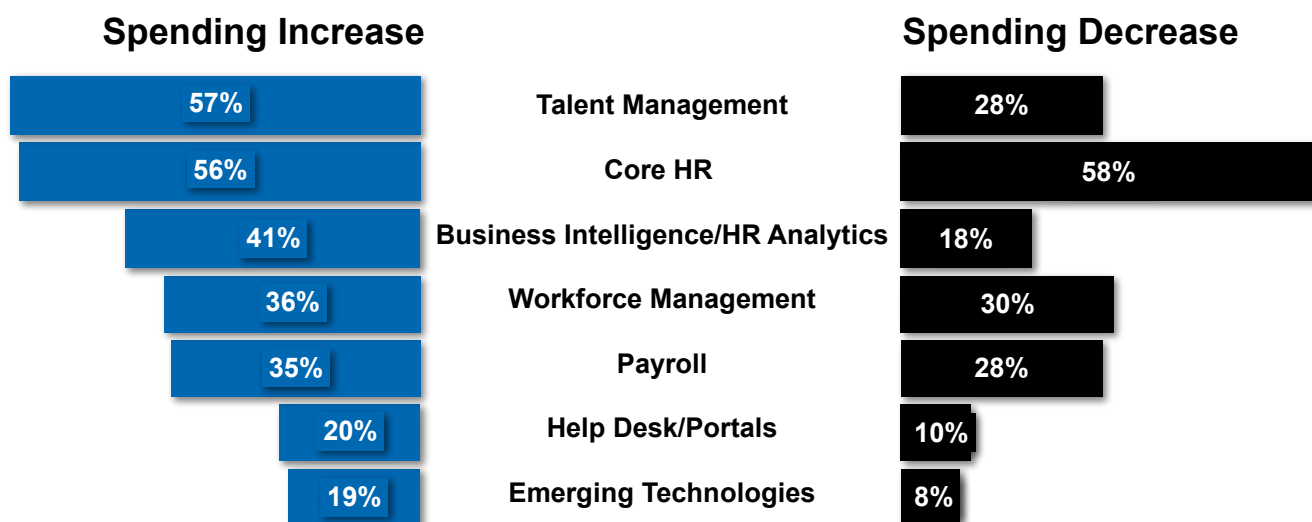 Spending Increase Spending Decrease
57% Talent Management 28%
56% Core HR 58%
41% Business Intelligence/HR Analytics 18%
36% Workforce Management 30%
35% Payroll 28%
20% Help Desk/Portals 10%
19% Emerging Technologies 8%